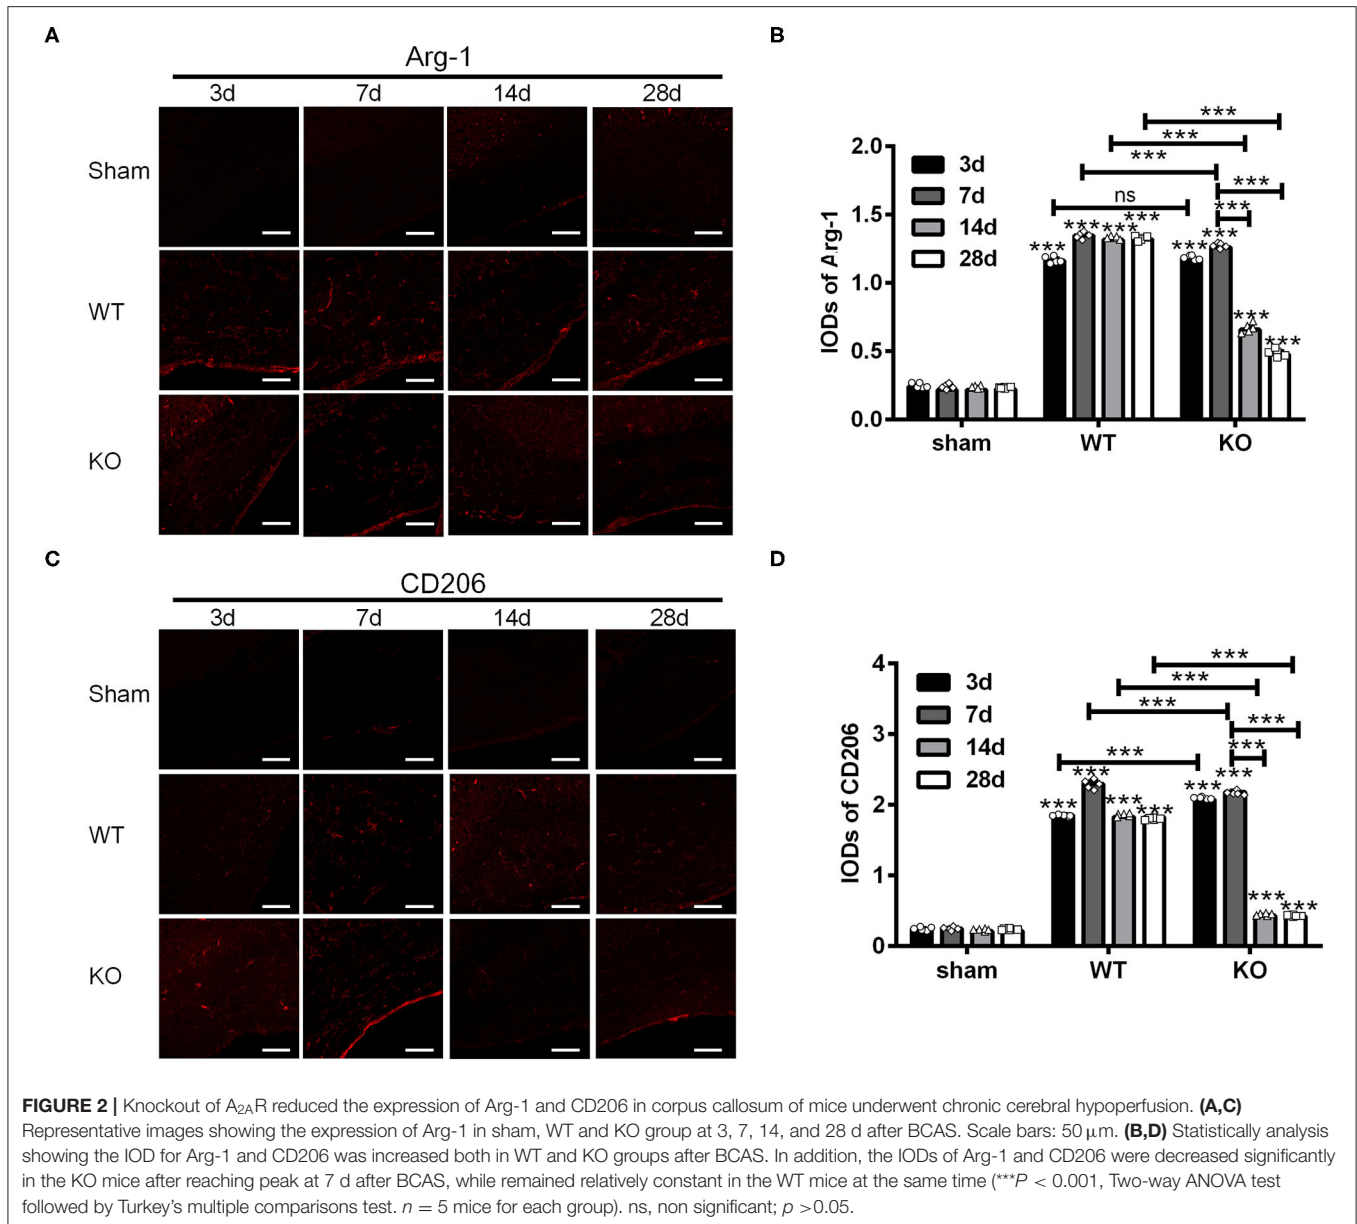 A
Arg-1
3d 7d 14d 28d
Sham
WT
KO
B
*** 
***
***
***
ns
***
*** *** *** ***
*** ***
***
***
2.0
1.5
1.0
0.5
0.0
IODs of Arg-1
3d
7d
14d
28d
sham WT KO
C
CD206
3d 7d 14d 28d
Sham
WT
KO
D
***
***
***
***
***
***
*** *** *** ***
*** ***
*** ***
4
3
2
1
0
IODs of CD206
3d
7d
14d
28d
sham WT KO
FIGURE 2 | Knockout of A2AR reduced the expression of Arg-1 and CD206 in corpus callosum of mice underwent chronic cerebral hypoperfusion. (A,C)
Representative images showing the expression of Arg-1 in sham, WT and KO group at 3, 7, 14, and 28 d after BCAS. Scale bars: 50 μm. (B,D) Statistically analysis
showing the IOD for Arg-1 and CD206 was increased both in WT and KO groups after BCAS. In addition, the IODs of Arg-1 and CD206 were decreased significantly
in the KO mice after reaching peak at 7 d after BCAS, while remained relatively constant in the WT mice at the same time (***P < 0.001, Two-way ANOVA test
followed by Turkey's multiple comparisons test. n = 5 mice for each group). ns, non significant; p >0.05.